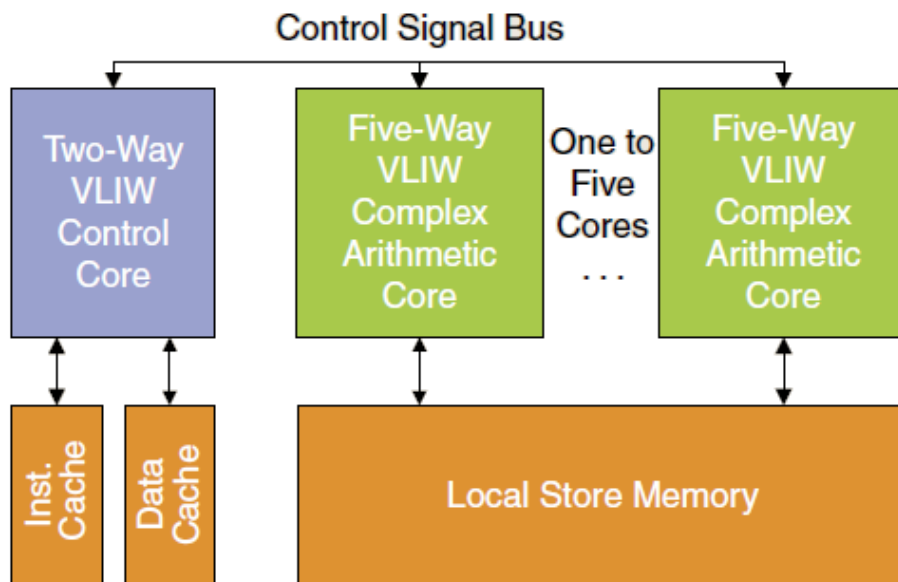 Control Signal Bus
Two-Way
VLIW
Control
Core
Five-Way
VLIW
Complex
Arithmetic
Core
One to
Five
Cores
. . .
Five-Way
VLIW
Complex
Arithmetic
Core
Inst.
Cache
Data
Cache
Local Store Memory